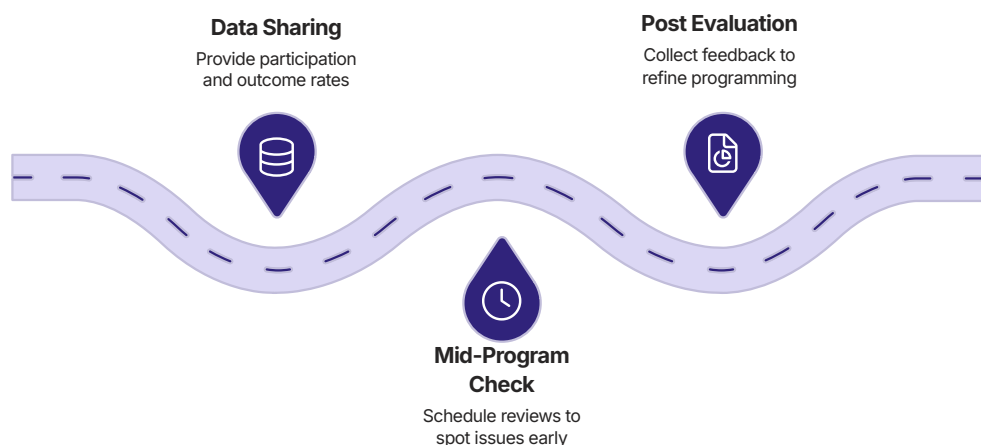 Data Sharing
Provide participation
and outcome rates
Post Evaluation
Collect feedback to
refine programming
Mid-Program
Check
Schedule reviews to
spot issues early